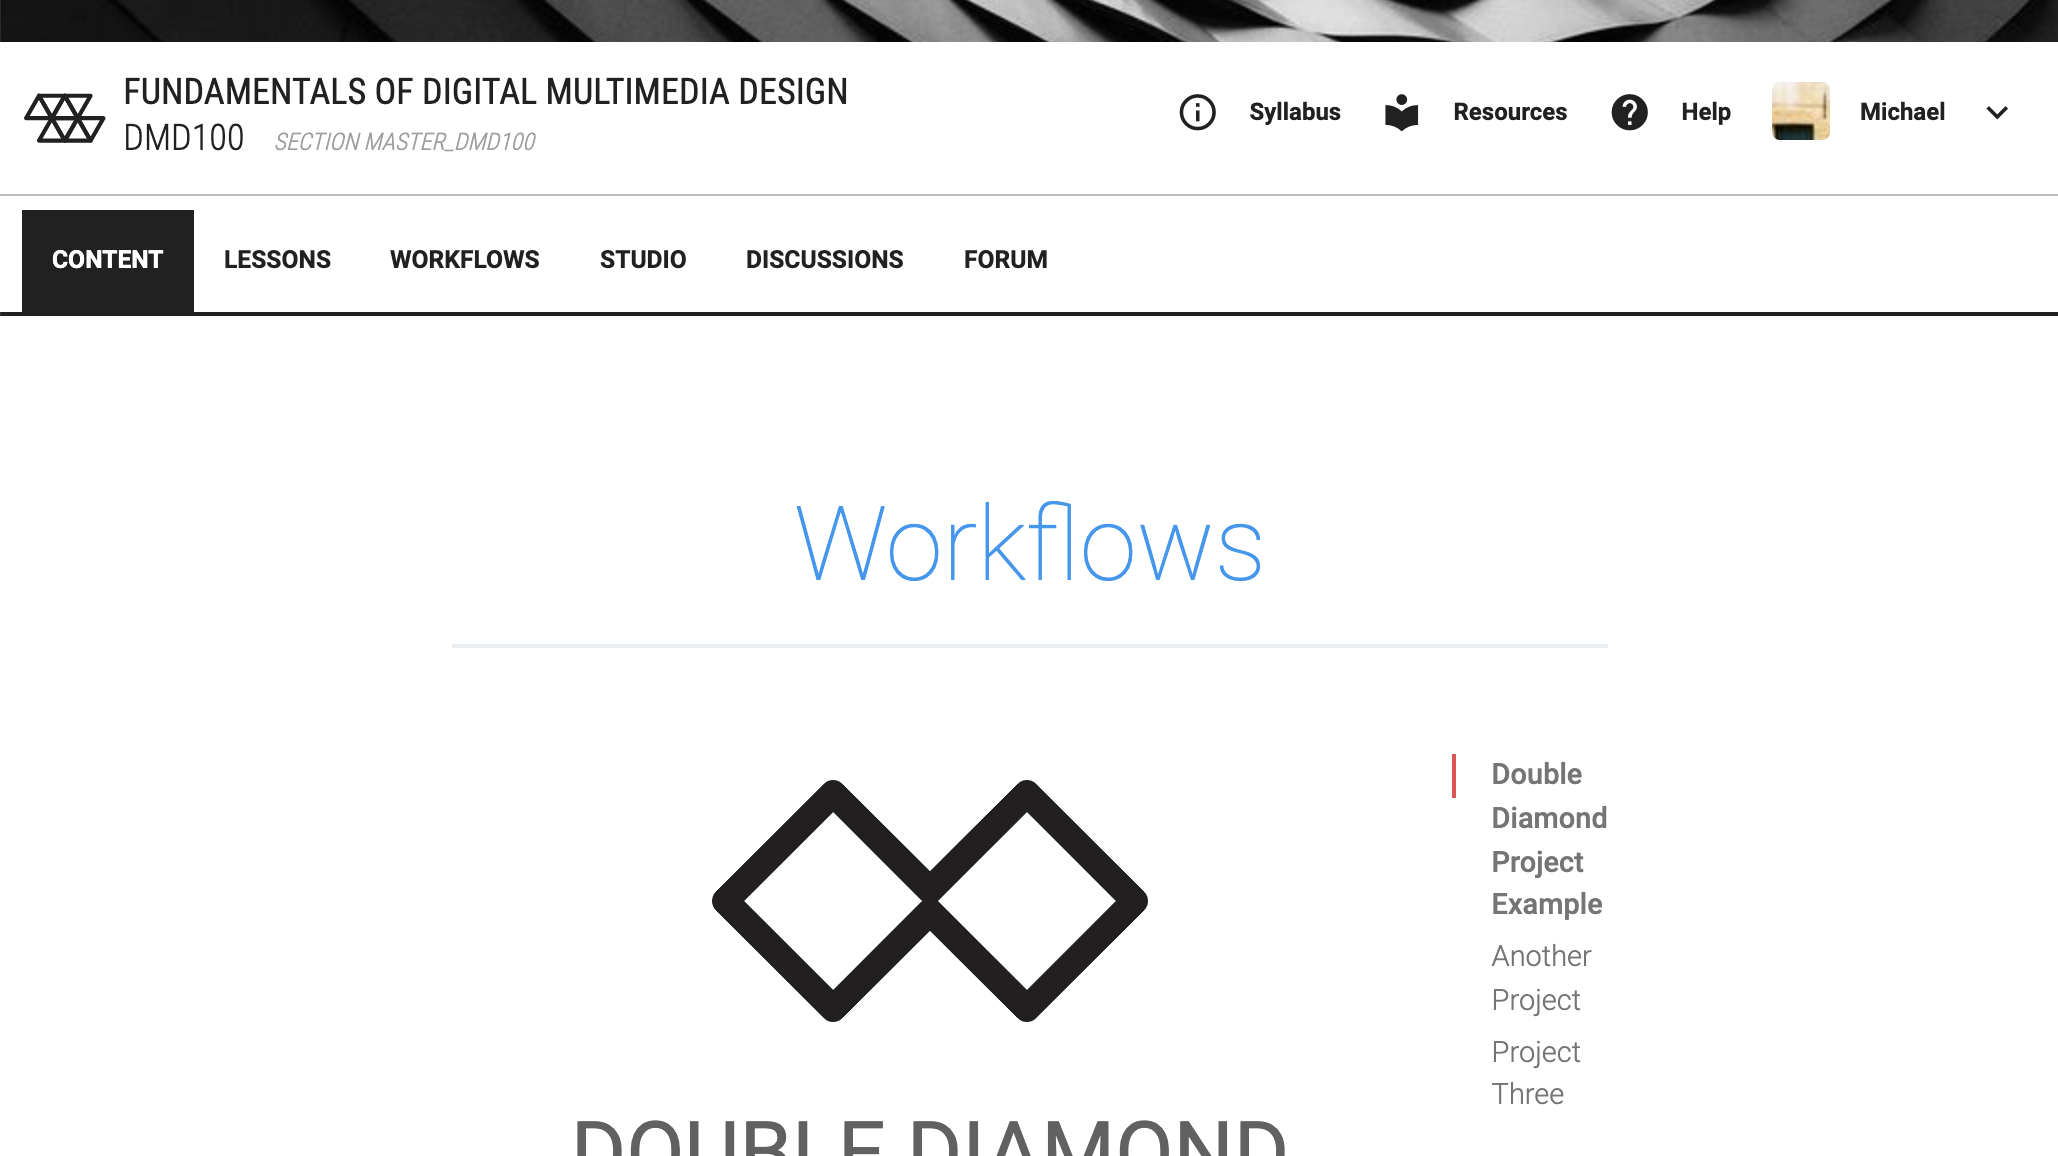 FUNDAMENTALS OF DIGITAL MULTIMEDIA DESIGN
DMD100 SECTION MASTER_DMD100
Syllabus Resources Help Michael
CONTENT LESSONS WORKFLOWS STUDIO DISCUSSIONS FORUM
Workflows
Double
Diamond
Project
Example
Another
Project
Project
Three
DOUBLE DIAMOND